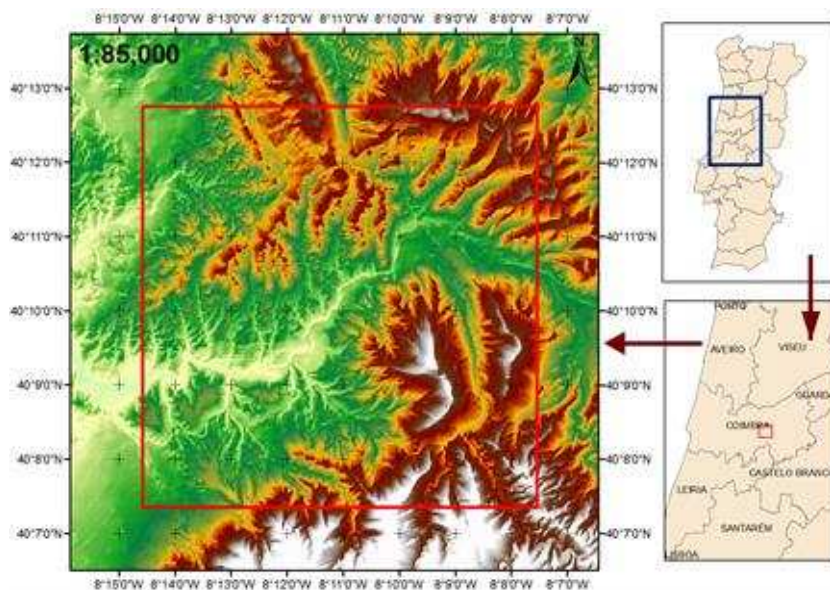 8°15'0"W 8°14'0"W 8°13'0"W 8°12'0"W 8°11'0"W 8°10'0"W 8°9'0"W 8°8'0"W 8°7'0"W
1:85,000
40°13'0"N 40°13'0"N
40°12'0"N 40°12'0"N
40°11'0"N 40°11'0"N
40°10'0"N 40°10'0"N
40°9'0"N 40°9'0"N
40°8'0"N 40°8'0"N
40°7'0"N 40°7'0"N
8°15'0"W 8°14'0"W 8°13'0"W 8°12'0"W 8°11'0"W 8°10'0"W 8°9'0"W 8°8'0"W 8°7'0"W
PORTO
AVEIRO
VISEU
GUARDA
COIMBRA
CASTELO BRANC
LEIRIA
SANTARÉM
LISBOA